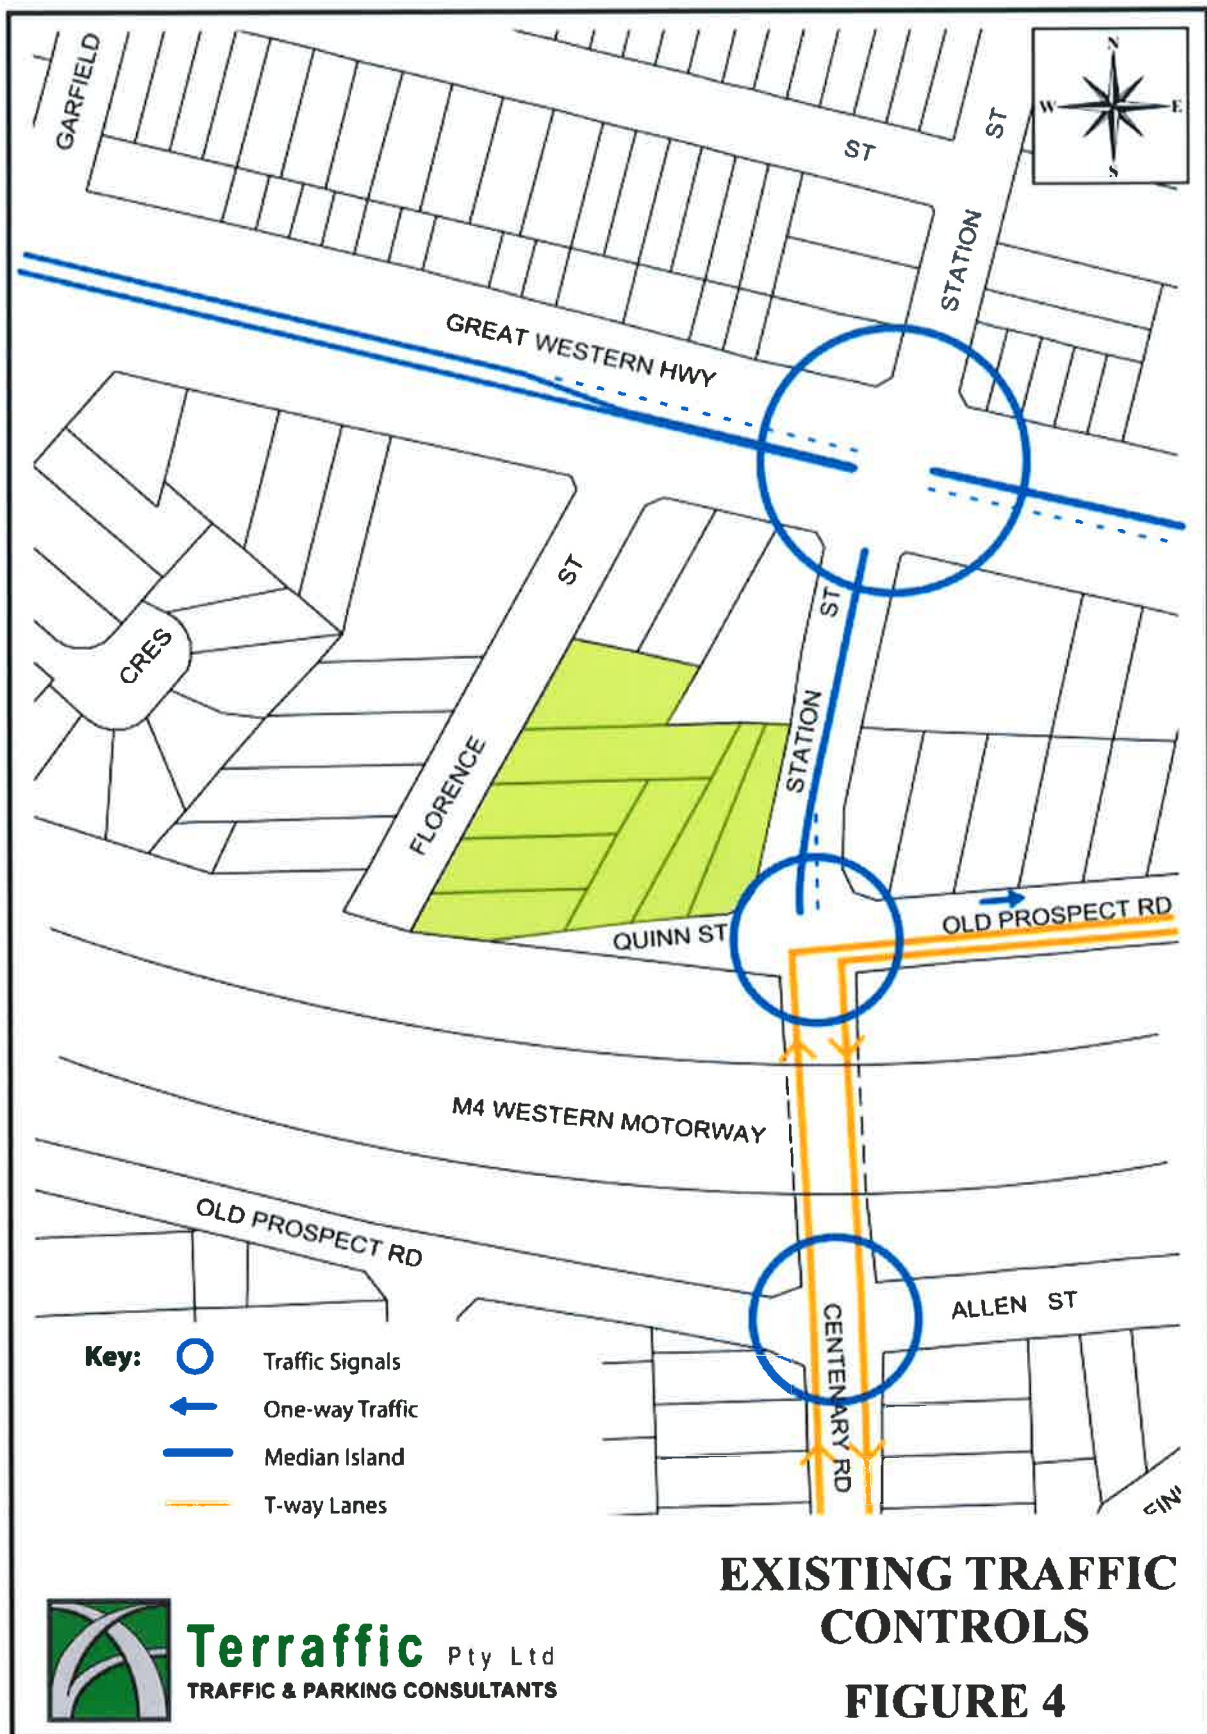 GARFIELD
N
W E
S
ST
ST
STATION
GREAT WESTERN HWY
ST
ST
CRES
STATION
FLORENCE
QUINN ST
OLD PROSPECT RD
M4 WESTERN MOTORWAY
OLD PROSPECT RD
ALLEN ST
CENTENARY RD
Key:
Traffic Signals
One-way Traffic
Median Island
T-way Lanes
EXISTING TRAFFIC
CONTROLS
FIGURE 4
Terraffic Pty Ltd
TRAFFIC & PARKING CONSULTANTS